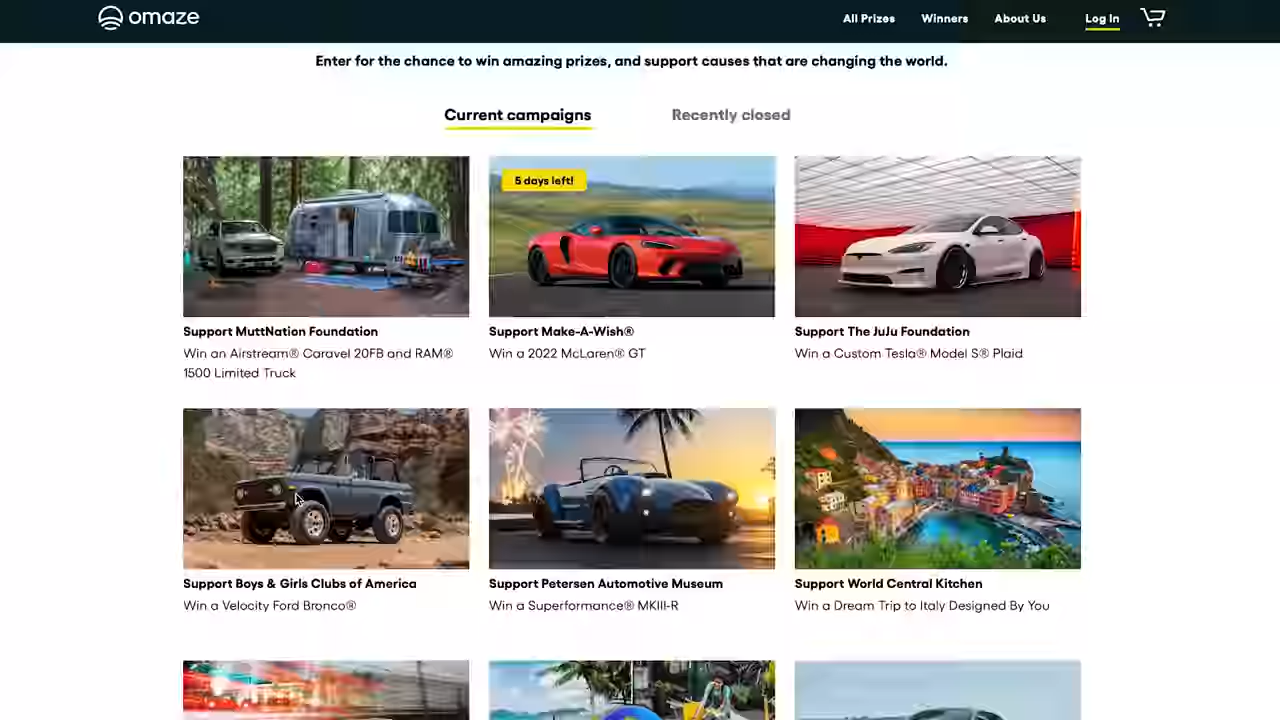 omaze
All Prizes
Winners
About Us
Log In
Enter for the chance to win amazing prizes, and support causes that are changing the world.
Current campaigns
Recently closed
5 days left!
Support MuttNation Foundation
Win an Airstream® Caravel 20FB and RAM®
1500 Limited Truck
Support Make-A-Wish®
Win a 2022 McLaren® GT
Support The JuJu Foundation
Win a Custom Tesla® Model S® Plaid
Support Boys & Girls Clubs of America
Win a Velocity Ford Bronco®
Support Petersen Automotive Museum
Win a Superformance® MKIII-R
Support World Central Kitchen
Win a Dream Trip to Italy Designed By You